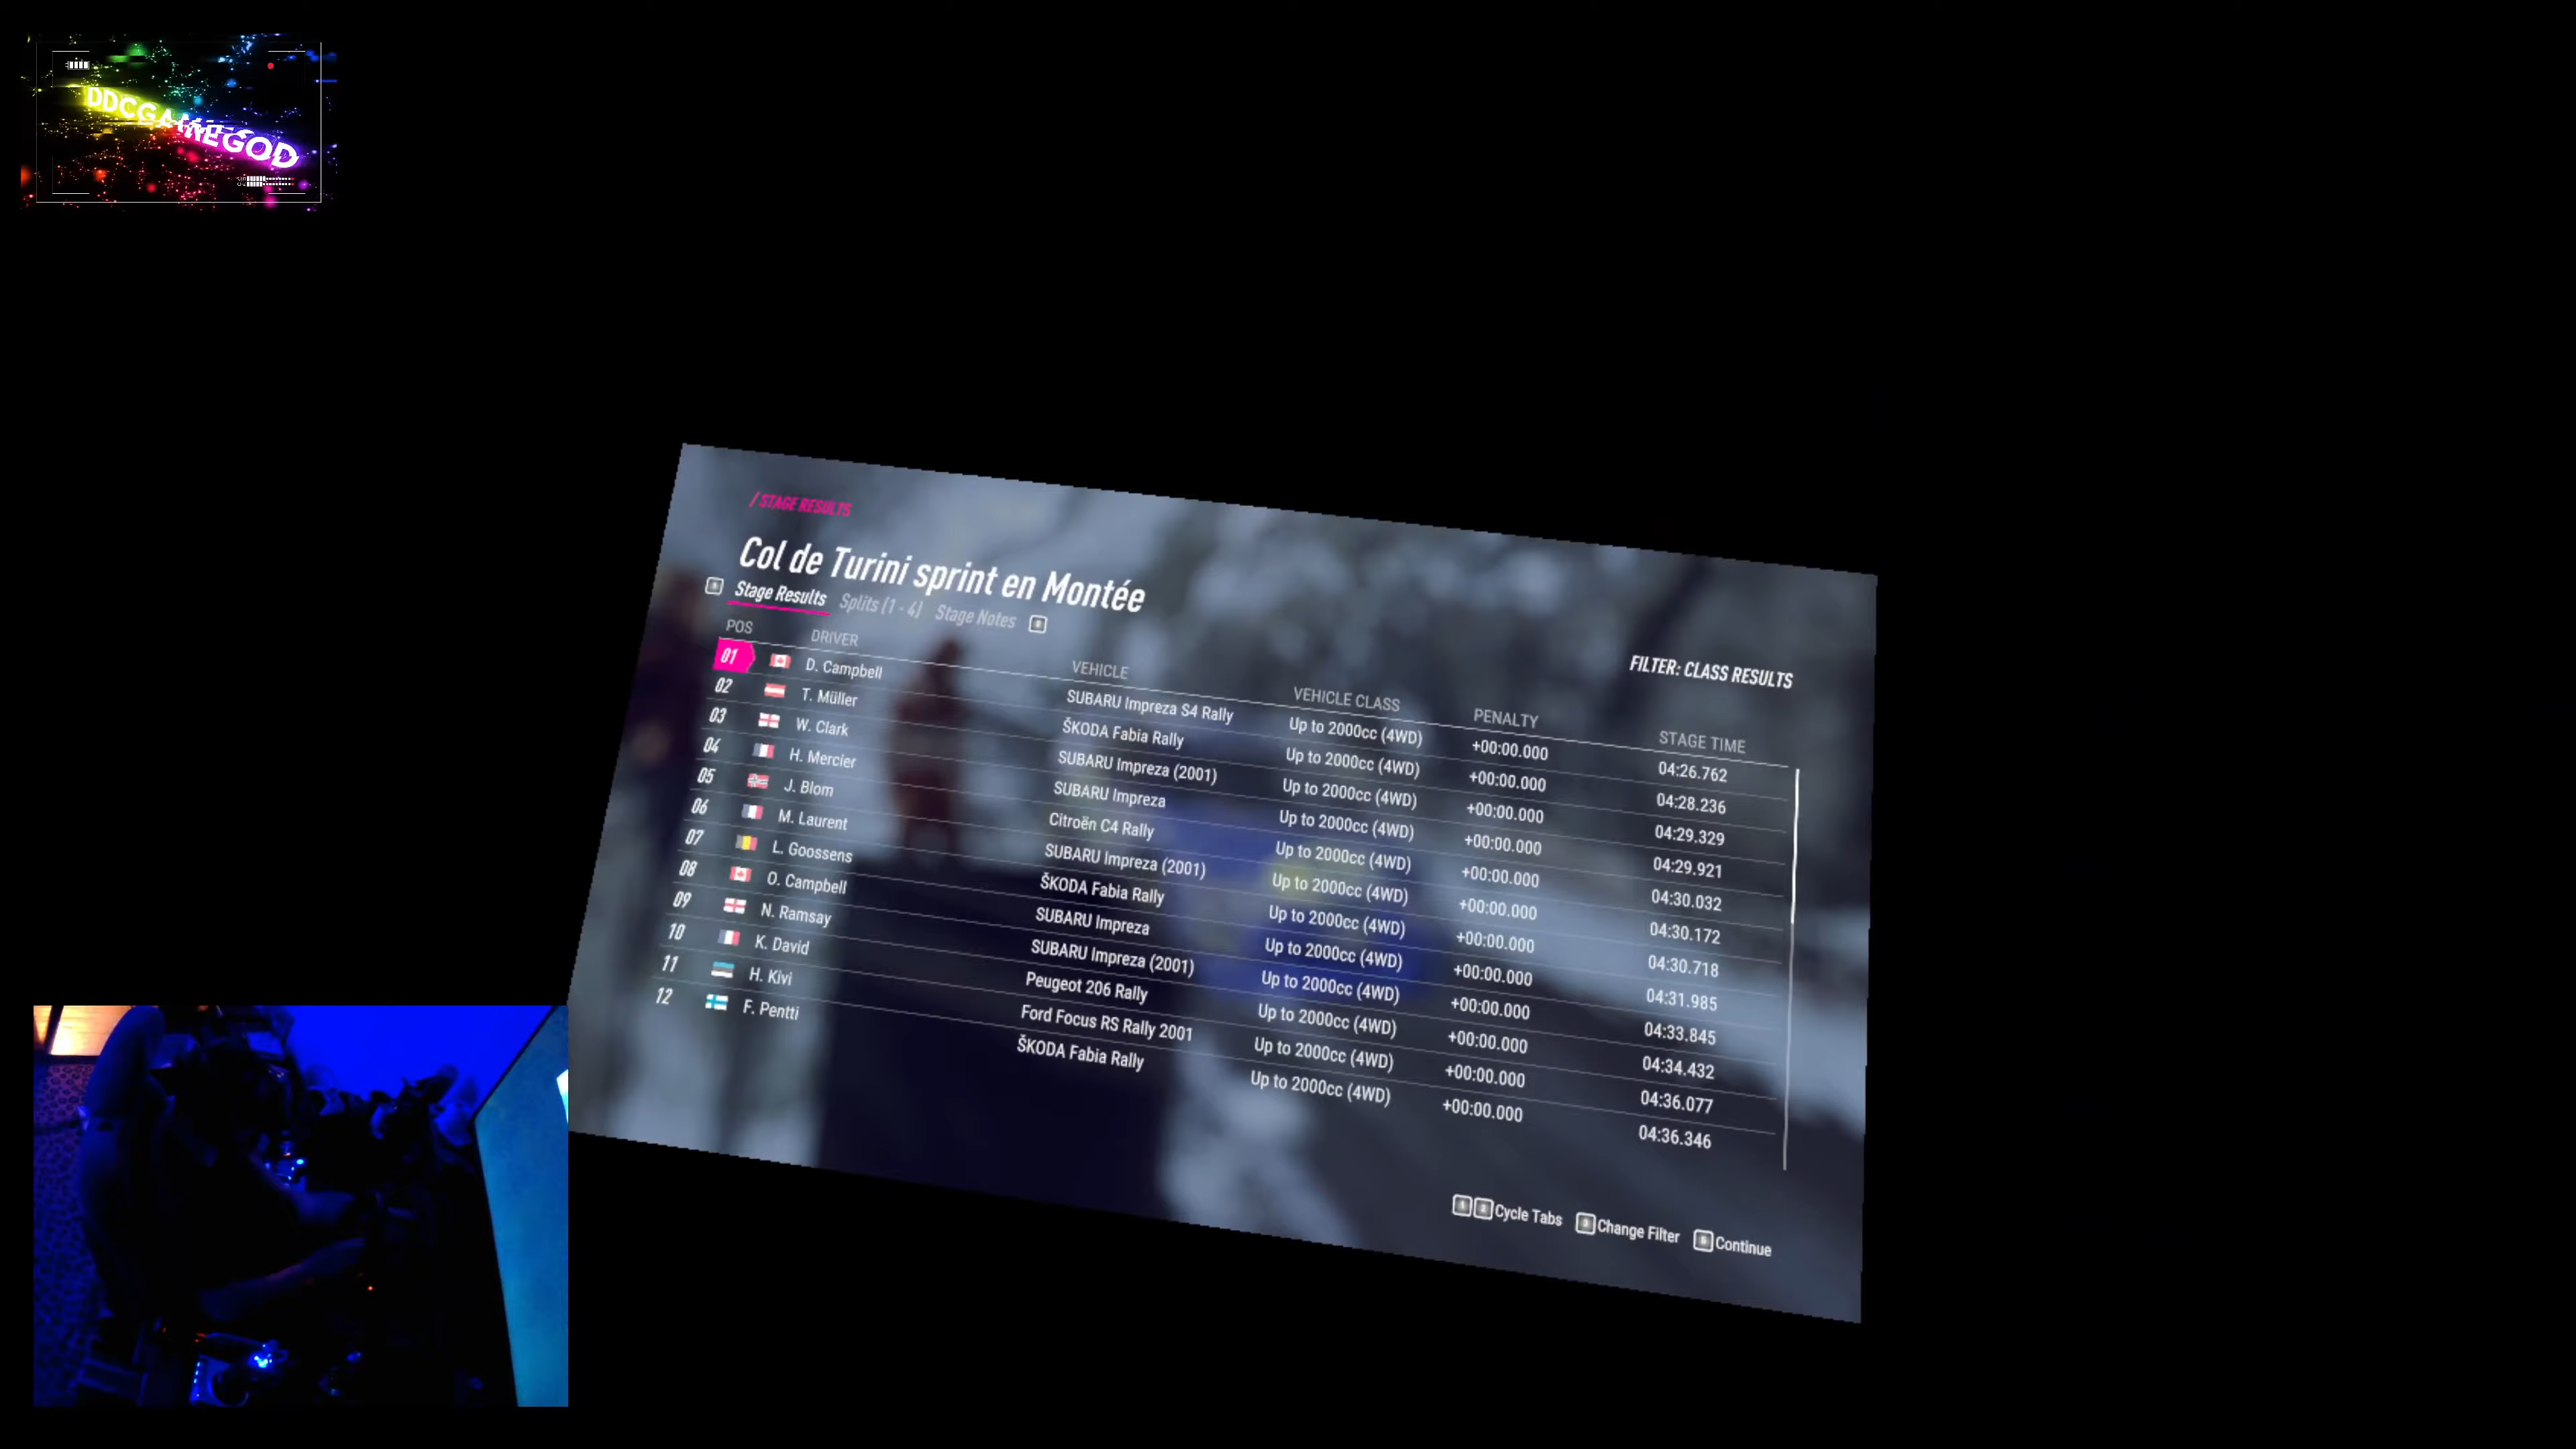 DDCGAMEGOD
/ STAGE RESULTS
Col de Turini sprint en Montée
Stage Results Splits (1 - 4) Stage Notes
FILTER: CLASS RESULTS
POS DRIVER VEHICLE VEHICLE CLASS PENALTY STAGE TIME
01 D. Campbell SUBARU Impreza S4 Rally Up to 2000cc (4WD) +00:00.000 04:26.762
02 T. Müller ŠKODA Fabia Rally Up to 2000cc (4WD) +00:00.000 04:28.236
03 W. Clark SUBARU Impreza (2001) Up to 2000cc (4WD) +00:00.000 04:29.329
04 H. Mercier SUBARU Impreza Up to 2000cc (4WD) +00:00.000 04:29.921
05 J. Blom Citroën C4 Rally Up to 2000cc (4WD) +00:00.000 04:30.032
06 M. Laurent SUBARU Impreza (2001) Up to 2000cc (4WD) +00:00.000 04:30.172
07 L. Goossens ŠKODA Fabia Rally Up to 2000cc (4WD) +00:00.000 04:30.718
08 O. Campbell SUBARU Impreza Up to 2000cc (4WD) +00:00.000 04:31.985
09 N. Ramsay SUBARU Impreza (2001) Up to 2000cc (4WD) +00:00.000 04:33.845
10 K. David Peugeot 206 Rally Up to 2000cc (4WD) +00:00.000 04:34.432
11 H. Kivi Ford Focus RS Rally 2001 Up to 2000cc (4WD) +00:00.000 04:36.077
12 F. Pentti ŠKODA Fabia Rally Up to 2000cc (4WD) +00:00.000 04:36.346
Cycle Tabs Change Filter Continue